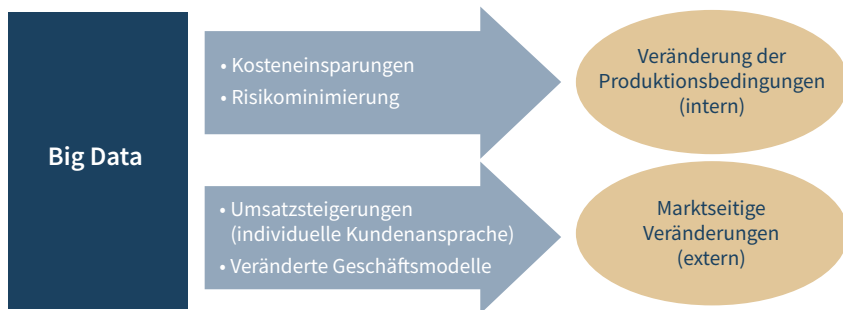 Big Data
• Kosteneinsparungen
• Risikominimierung
Veränderung der
Produktionsbedingungen
(intern)
• Umsatzsteigerungen
(individuelle Kundenansprache)
• Veränderte Geschäftsmodelle
Marktseitige
Veränderungen
(extern)